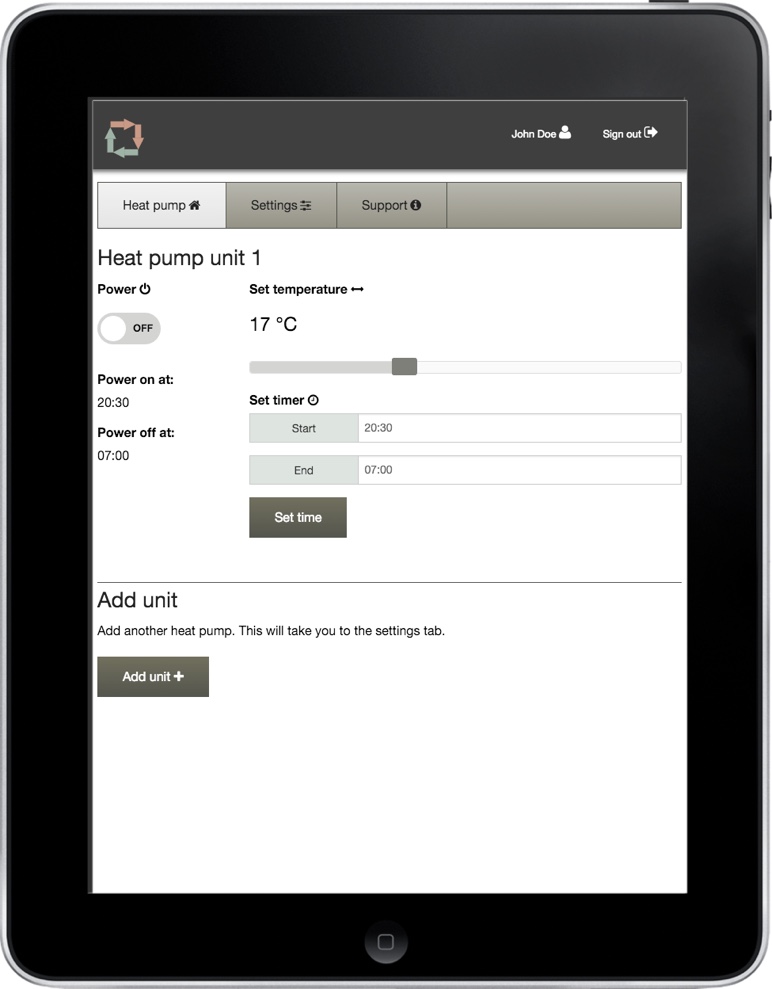 John Doe Sign out
Heat pump Settings Support
Heat pump unit 1
Power Set temperature
17 °C
OFF
Power on at:
20:30
Power off at:
07:00
Set timer
Start 20:30
End 07:00
Set time
Add unit
Add another heat pump. This will take you to the settings tab.
Add unit